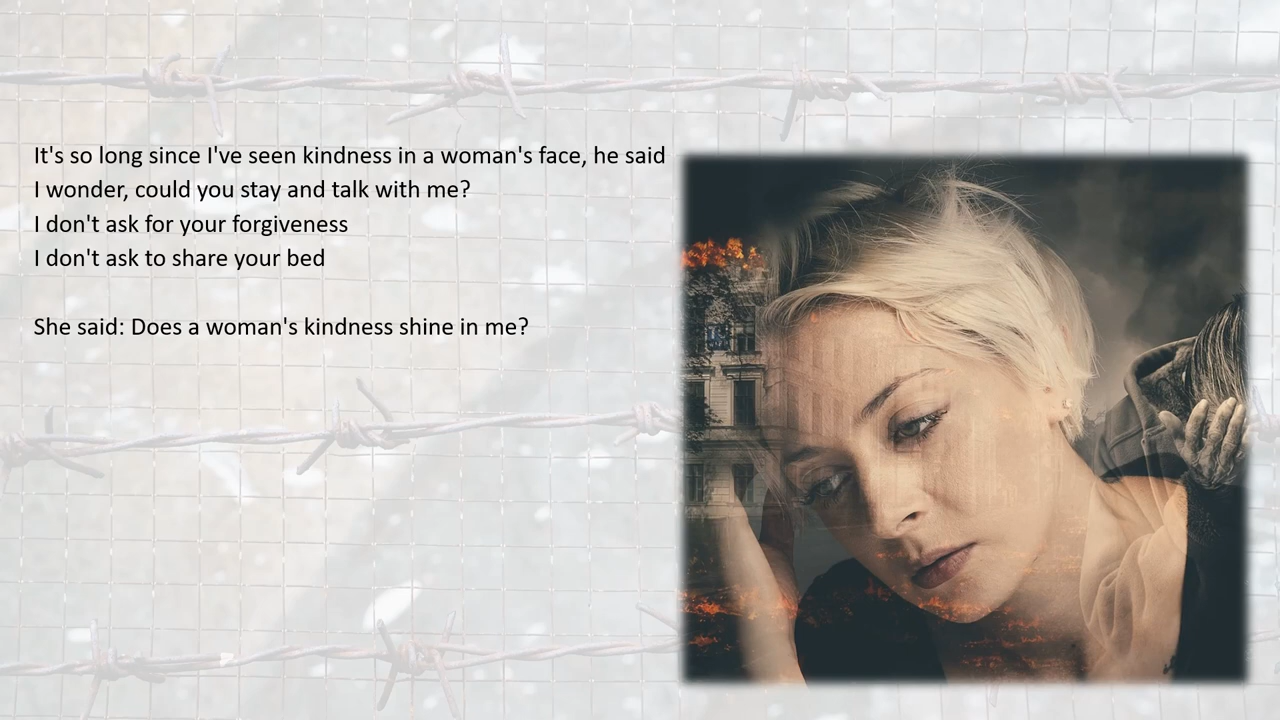 It's so long since I've seen kindness in a woman's face, he said
I wonder, could you stay and talk with me?
I don't ask for your forgiveness
I don't ask to share your bed
She said: Does a woman's kindness shine in me?